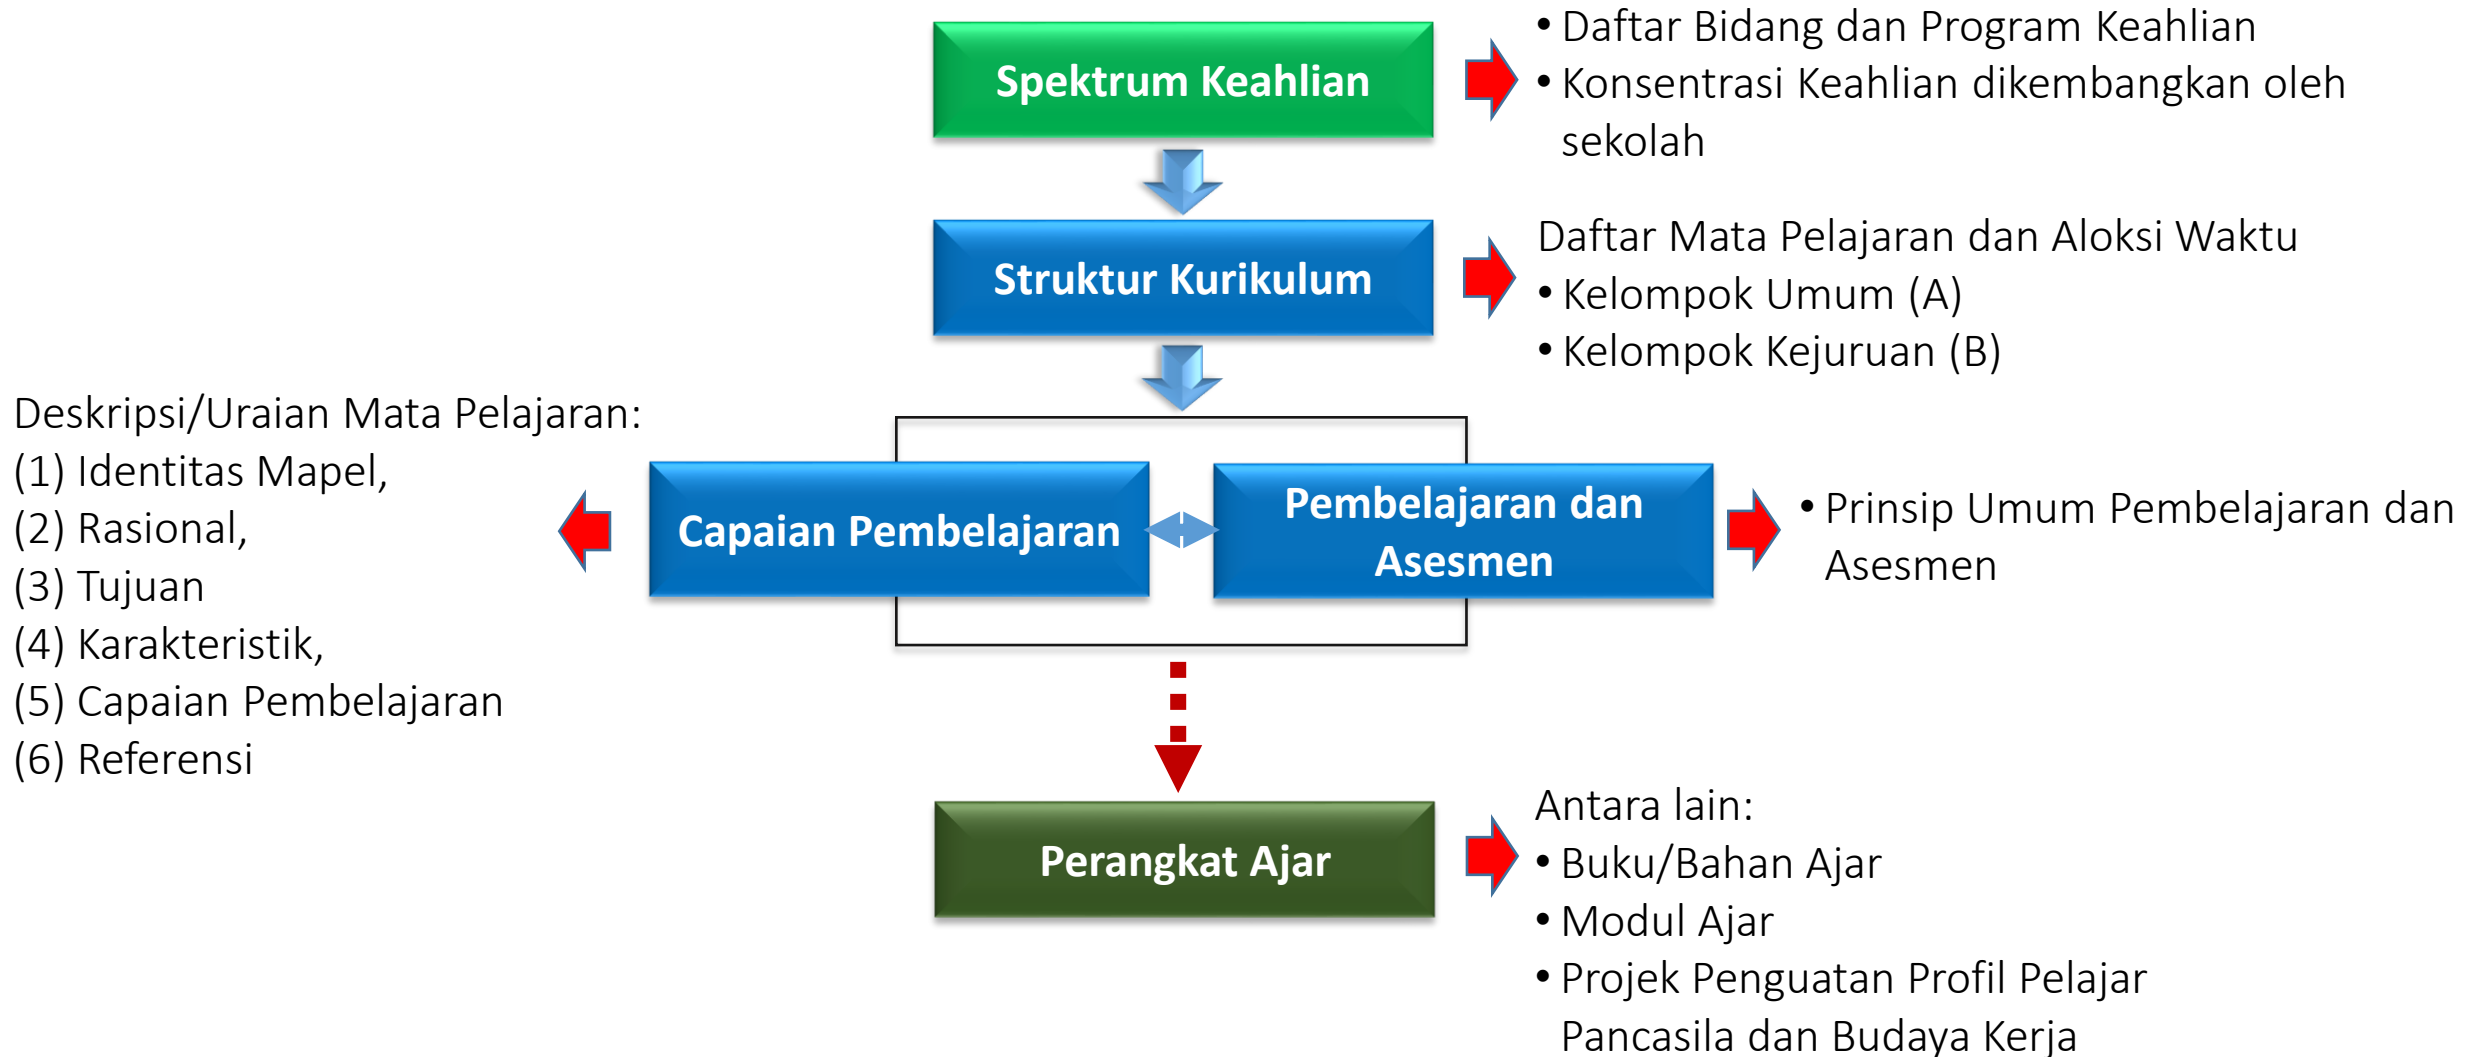 Spektrum Keahlian
• Daftar Bidang dan Program Keahlian
• Konsentrasi Keahlian dikembangkan oleh
sekolah
Struktur Kurikulum
Daftar Mata Pelajaran dan Aloksi Waktu
• Kelompok Umum (A)
• Kelompok Kejuruan (B)
Deskripsi/Uraian Mata Pelajaran:
(1) Identitas Mapel,
(2) Rasional,
(3) Tujuan
(4) Karakteristik,
(5) Capaian Pembelajaran
(6) Referensi
Capaian Pembelajaran
Pembelajaran dan
Asesmen
• Prinsip Umum Pembelajaran dan
Asesmen
Perangkat Ajar
Antara lain:
• Buku/Bahan Ajar
• Modul Ajar
• Projek Penguatan Profil Pelajar
Pancasila dan Budaya Kerja